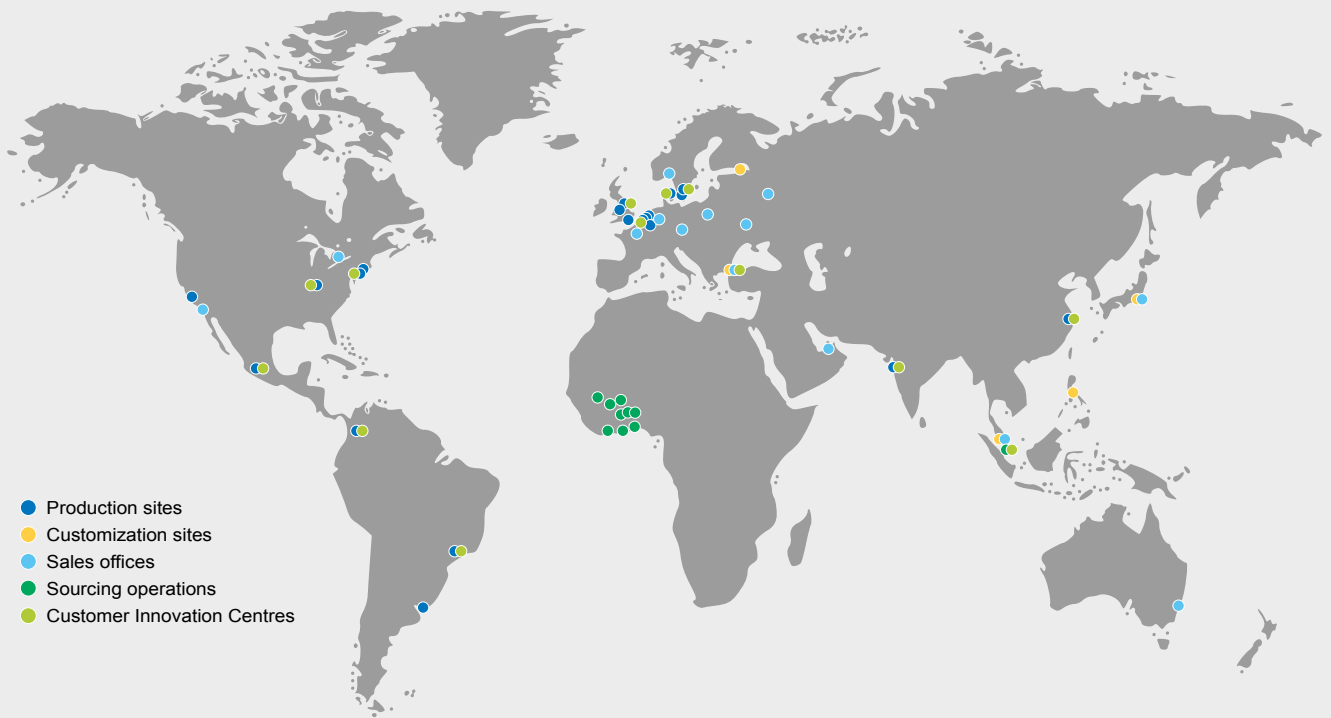 Production sites
Customization sites
Sales offices
Sourcing operations
Customer Innovation Centres